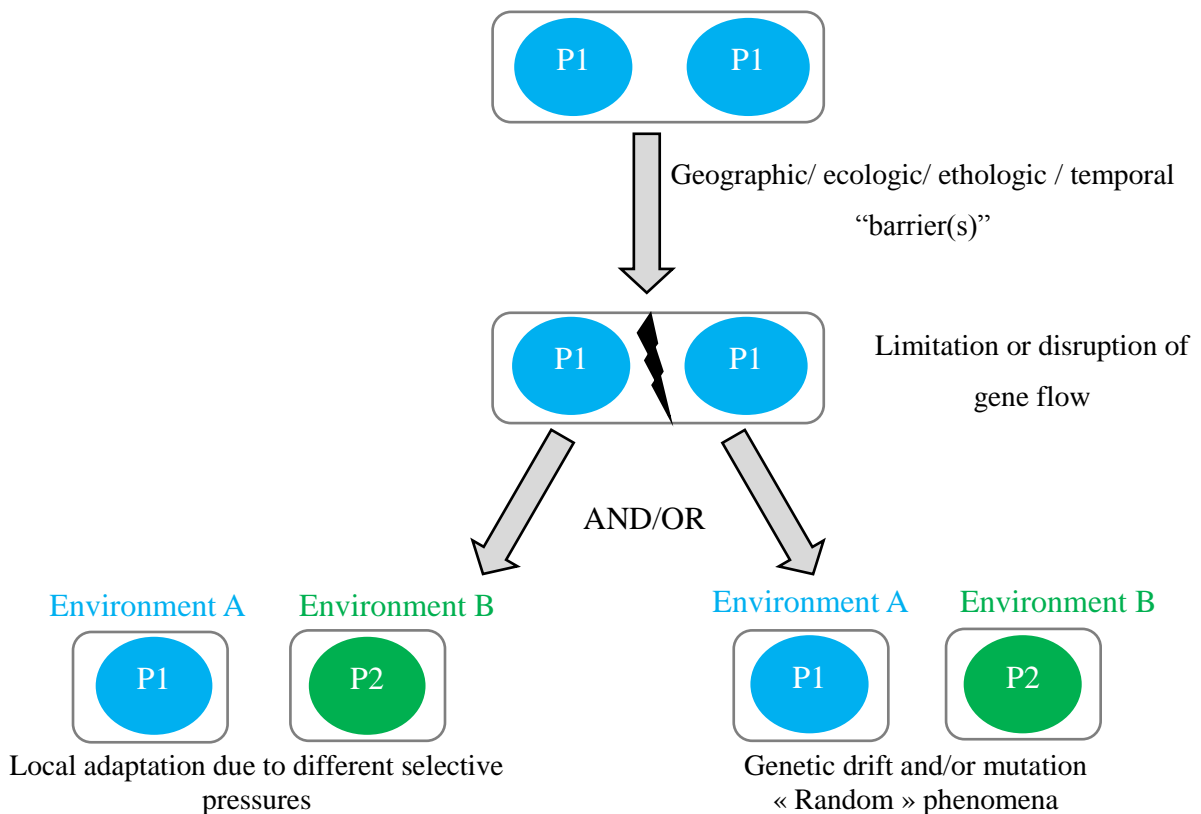 P1 P1
Geographic/ ecologic/ ethologic / temporal
“barrier(s)”
P1 P1
Limitation or disruption of
gene flow
AND/OR
Environment A Environment B
P1 P2
Local adaptation due to different selective
pressures
Environment A Environment B
P1 P2
Genetic drift and/or mutation
« Random » phenomena